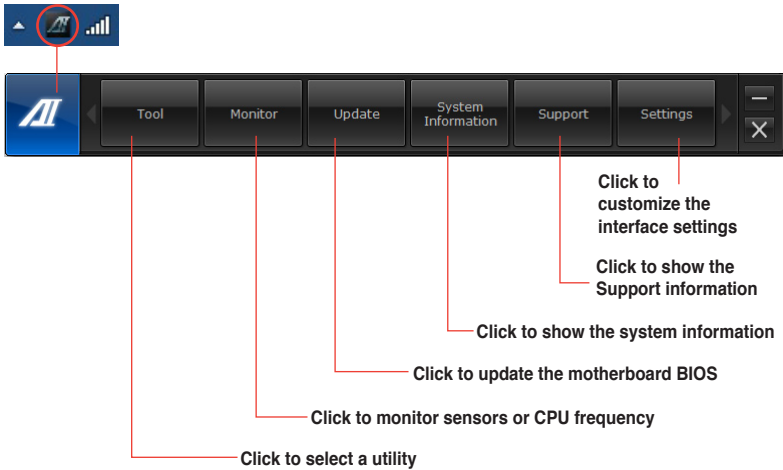 AI
AI
Tool
Monitor
Update
System
Information
Support
Settings
Click to
customize the
interface settings
Click to show the
Support information
Click to show the system information
Click to update the motherboard BIOS
Click to monitor sensors or CPU frequency
Click to select a utility